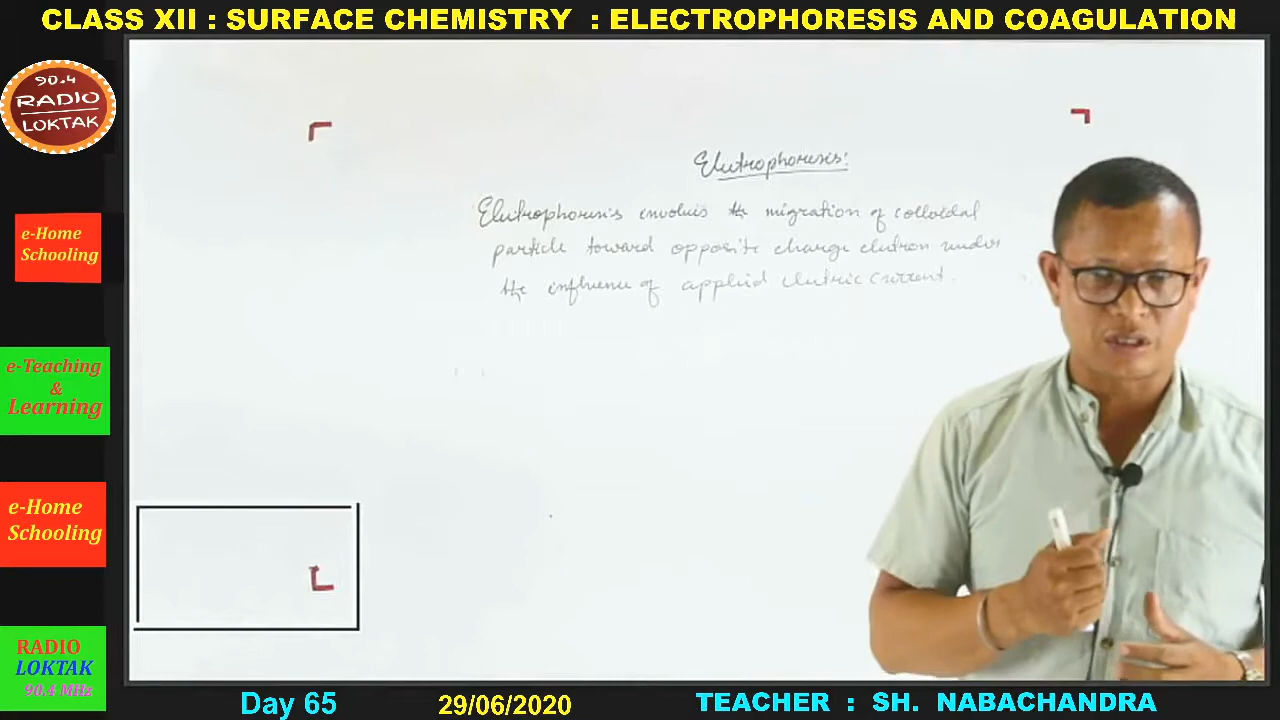 CLASS XII : SURFACE CHEMISTRY : ELECTROPHORESIS AND COAGULATION
90.4
RADIO
LOKTAK
e-Home
Schooling
e-Teaching
&
Learning
e-Home
Schooling
RADIO
LOKTAK
90.4 MHz
Electrophoresis:
Electrophoresis involves the migration of colloidal
particle toward opposite charge eletron under
the influence of applied eletric current.
Day 65
29/06/2020
TEACHER : SH. NABACHANDRA